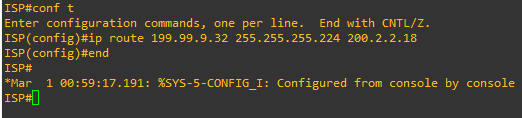 ISP#conf t
Enter configuration commands, one per line.  End with CNTL/Z.
ISP(config)#ip route 199.99.9.32 255.255.255.224 200.2.2.18
ISP(config)#end
ISP#
*Mar  1 00:59:17.191: %SYS-5-CONFIG_I: Configured from console by console
ISP#